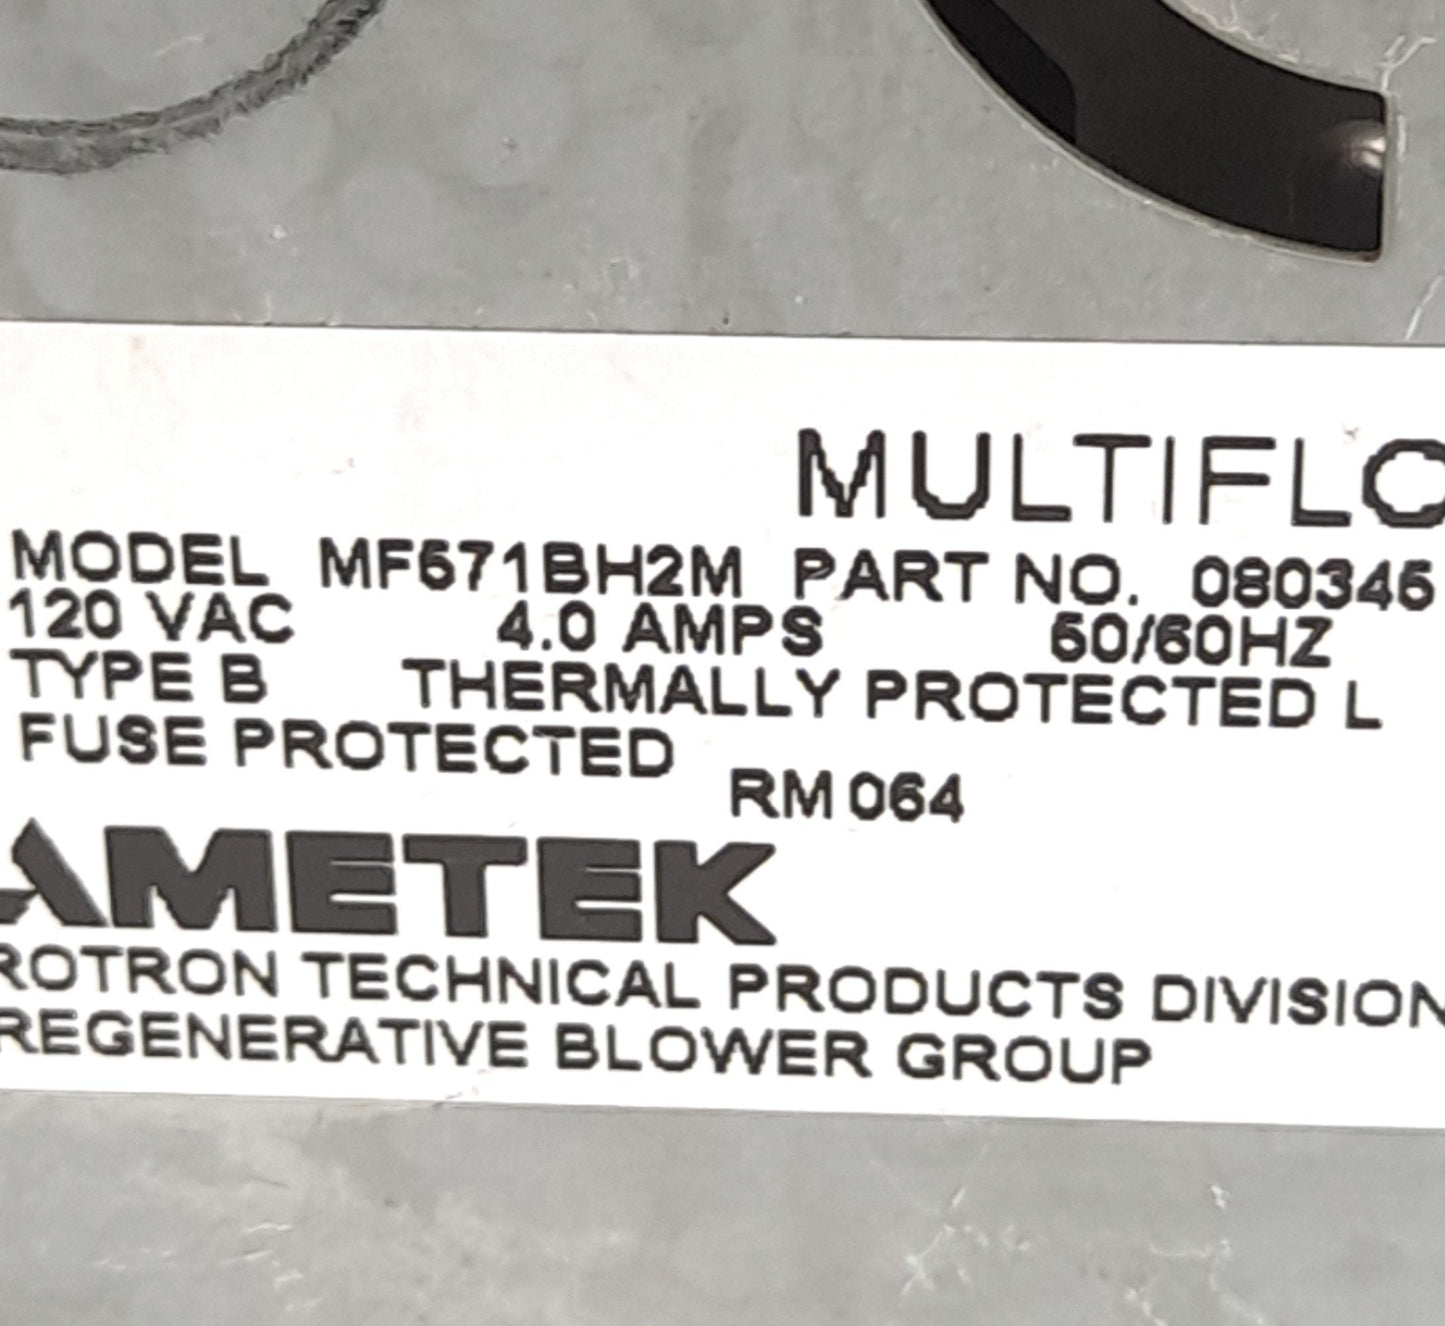 MULTIFLO
MODEL MF571BH2M PART NO. 080345
120 VAC 4.0 AMPS 50/60HZ
TYPE B THERMALLY PROTECTED L
FUSE PROTECTED
RM 064
AMETEK
ROTRON TECHNICAL PRODUCTS DIVISION
REGENERATIVE BLOWER GROUP